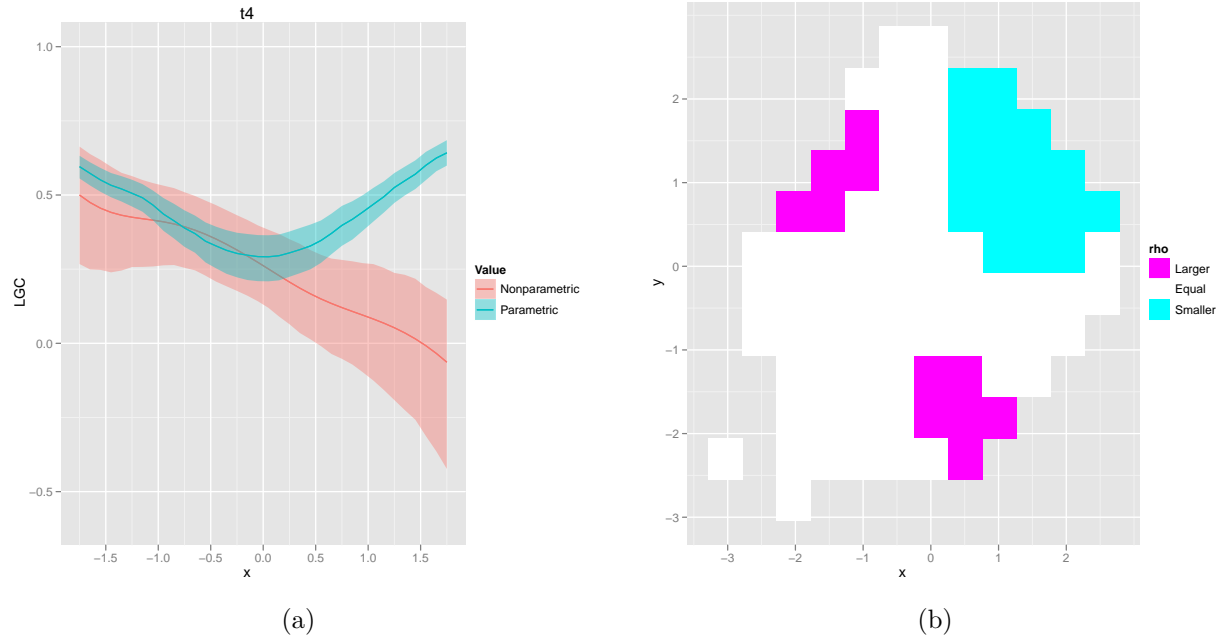 t4
1.0
0.5
0.0
−0.5
LGC
−1.5 −1.0 −0.5 0.0 0.5 1.0 1.5
x
Value
Nonparametric
Parametric
(a)
2
1
0
−1
−2
−3
y
−3 −2 −1 0 1 2
x
rho
Larger
Equal
Smaller
(b)